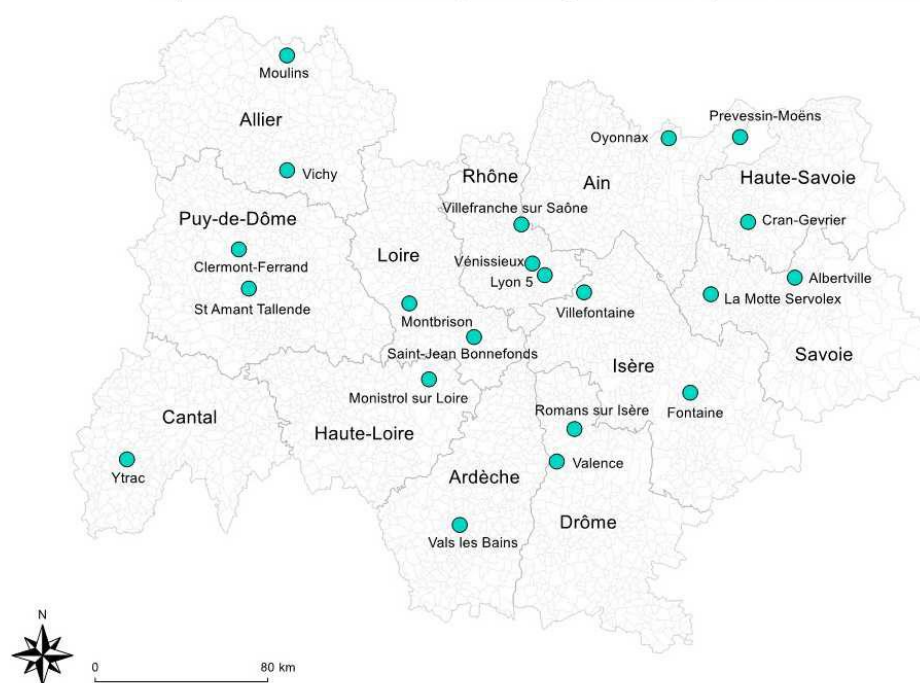 Moulins
Allier
Vichy
Oyonnax
Prevessin-Moëns
Rhône
Ain
Haute-Savoie
Villefranche sur Saône
Cran-Gevrier
Puy-de-Dôme
Clermont-Ferrand
Loire
Vénissieux
Lyon 5
Albertville
St Amant Tallende
La Motte Servolex
Villefontaine
Montbrison
Saint-Jean Bonnefonds
Savoie
Isère
Monistrol sur Loire
Romans sur Isère
Fontaine
Cantal
Haute-Loire
Valence
Ytrac
Ardèche
Drôme
Vals les Bains
N
0 80 km